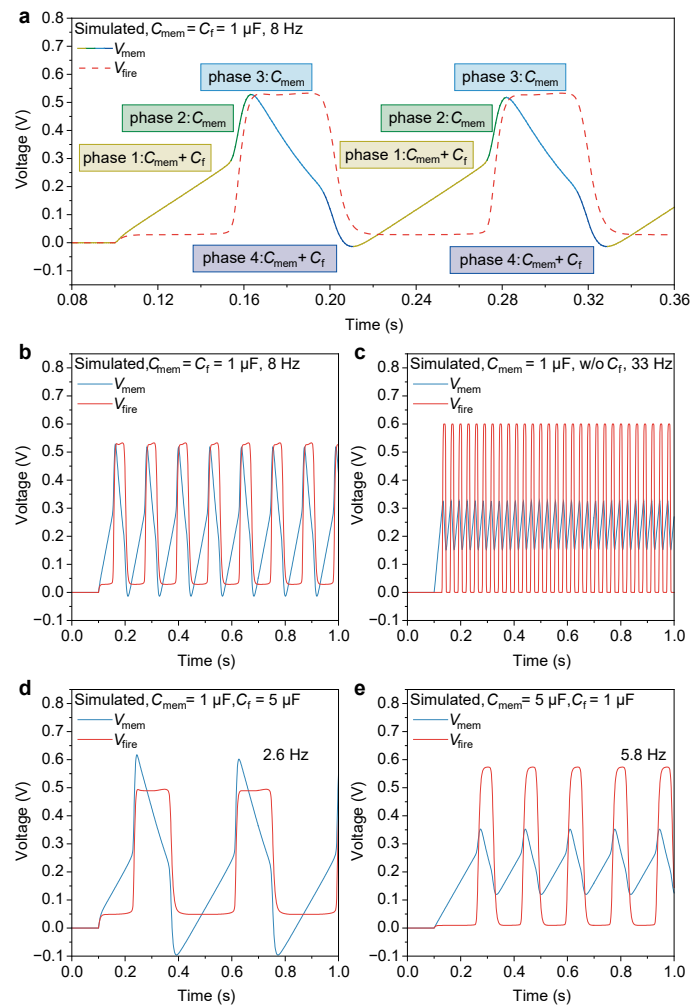 a
Simulated, Cmem = Cf = 1 µF, 8 Hz
Vmem
Vfire
phase 3:Cmem
phase 3:Cmem
phase 2:Cmem
phase 2:Cmem
phase 1:Cmem+ Cf
phase 1:Cmem+ Cf
phase 4:Cmem+ Cf
phase 4:Cmem+ Cf
0.8
0.7
0.6
0.5
0.4
0.3
0.2
0.1
0.0
−0.1
Voltage (V)
0.08 0.12 0.16 0.20 0.24 0.28 0.32 0.36
Time (s)
b
Simulated,Cmem = Cf = 1 µF, 8 Hz
Vmem
Vfire
0.8
0.7
0.6
0.5
0.4
0.3
0.2
0.1
0.0
−0.1
Voltage (V)
0.0 0.2 0.4 0.6 0.8 1.0
Time (s)
c
Simulated, Cmem = 1 µF, w/o Cf, 33 Hz
Vmem
Vfire
0.8
0.7
0.6
0.5
0.4
0.3
0.2
0.1
0.0
−0.1
Voltage (V)
0.0 0.2 0.4 0.6 0.8 1.0
Time (s)
d
Simulated, Cmem= 1 µF,Cf = 5 µF
Vmem
Vfire
2.6 Hz
0.8
0.7
0.6
0.5
0.4
0.3
0.2
0.1
0.0
−0.1
Voltage (V)
0.0 0.2 0.4 0.6 0.8 1.0
Time (s)
e
Simulated, Cmem= 5 µF,Cf = 1 µF
Vmem
Vfire
5.8 Hz
0.8
0.7
0.6
0.5
0.4
0.3
0.2
0.1
0.0
−0.1
Voltage (V)
0.0 0.2 0.4 0.6 0.8 1.0
Time (s)